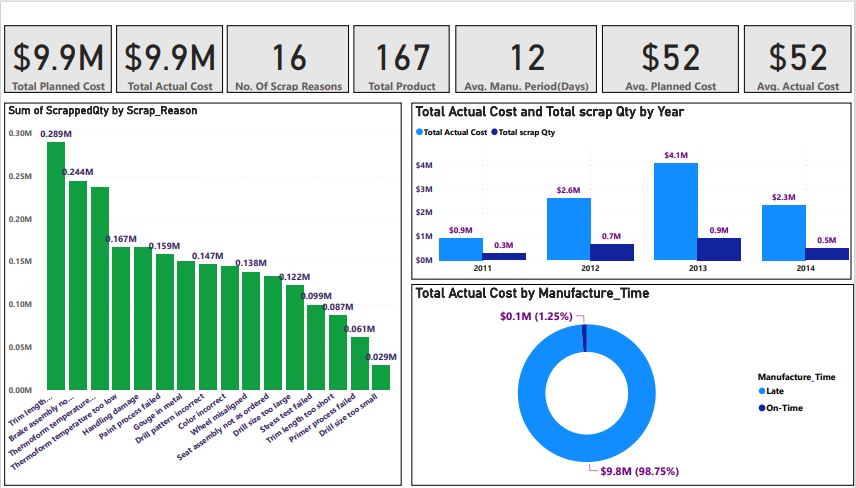 $9.9M
Total Planned Cost
$9.9M
Total Actual Cost
16
No. Of Scrap Reasons
167
Total Product
12
Avg. Manu. Period(Days)
$52
Avg. Planned Cost
$52
Avg. Actual Cost
Sum of ScrappedQty by Scrap_Reason
0.30M
0.25M
0.20M
0.15M
0.10M
0.05M
0.00M
0.289M
0.244M
0.167M
0.159M
0.147M
0.138M
0.122M
0.099M
0.087M
0.061M
0.029M
Trim length...
Brake assembly no...
Thermoform temperature...
Thermoform temperature too low
Handling damage
Paint process failed
Gouge in metal
Drill pattern incorrect
Color incorrect
Wheel misaligned
Seat assembly not as ordered
Drill size too large
Stress test failed
Trim length too short
Primer process failed
Drill size too small
Total Actual Cost and Total scrap Qty by Year
Total Actual Cost
Total scrap Qty
$4M
$3M
$2M
$1M
$0M
$0.9M
0.3M
$2.6M
0.7M
$4.1M
0.9M
$2.3M
0.5M
2011
2012
2013
2014
Total Actual Cost by Manufacture_Time
$0.1M (1.25%)
$9.8M (98.75%)
Manufacture_Time
Late
On-Time